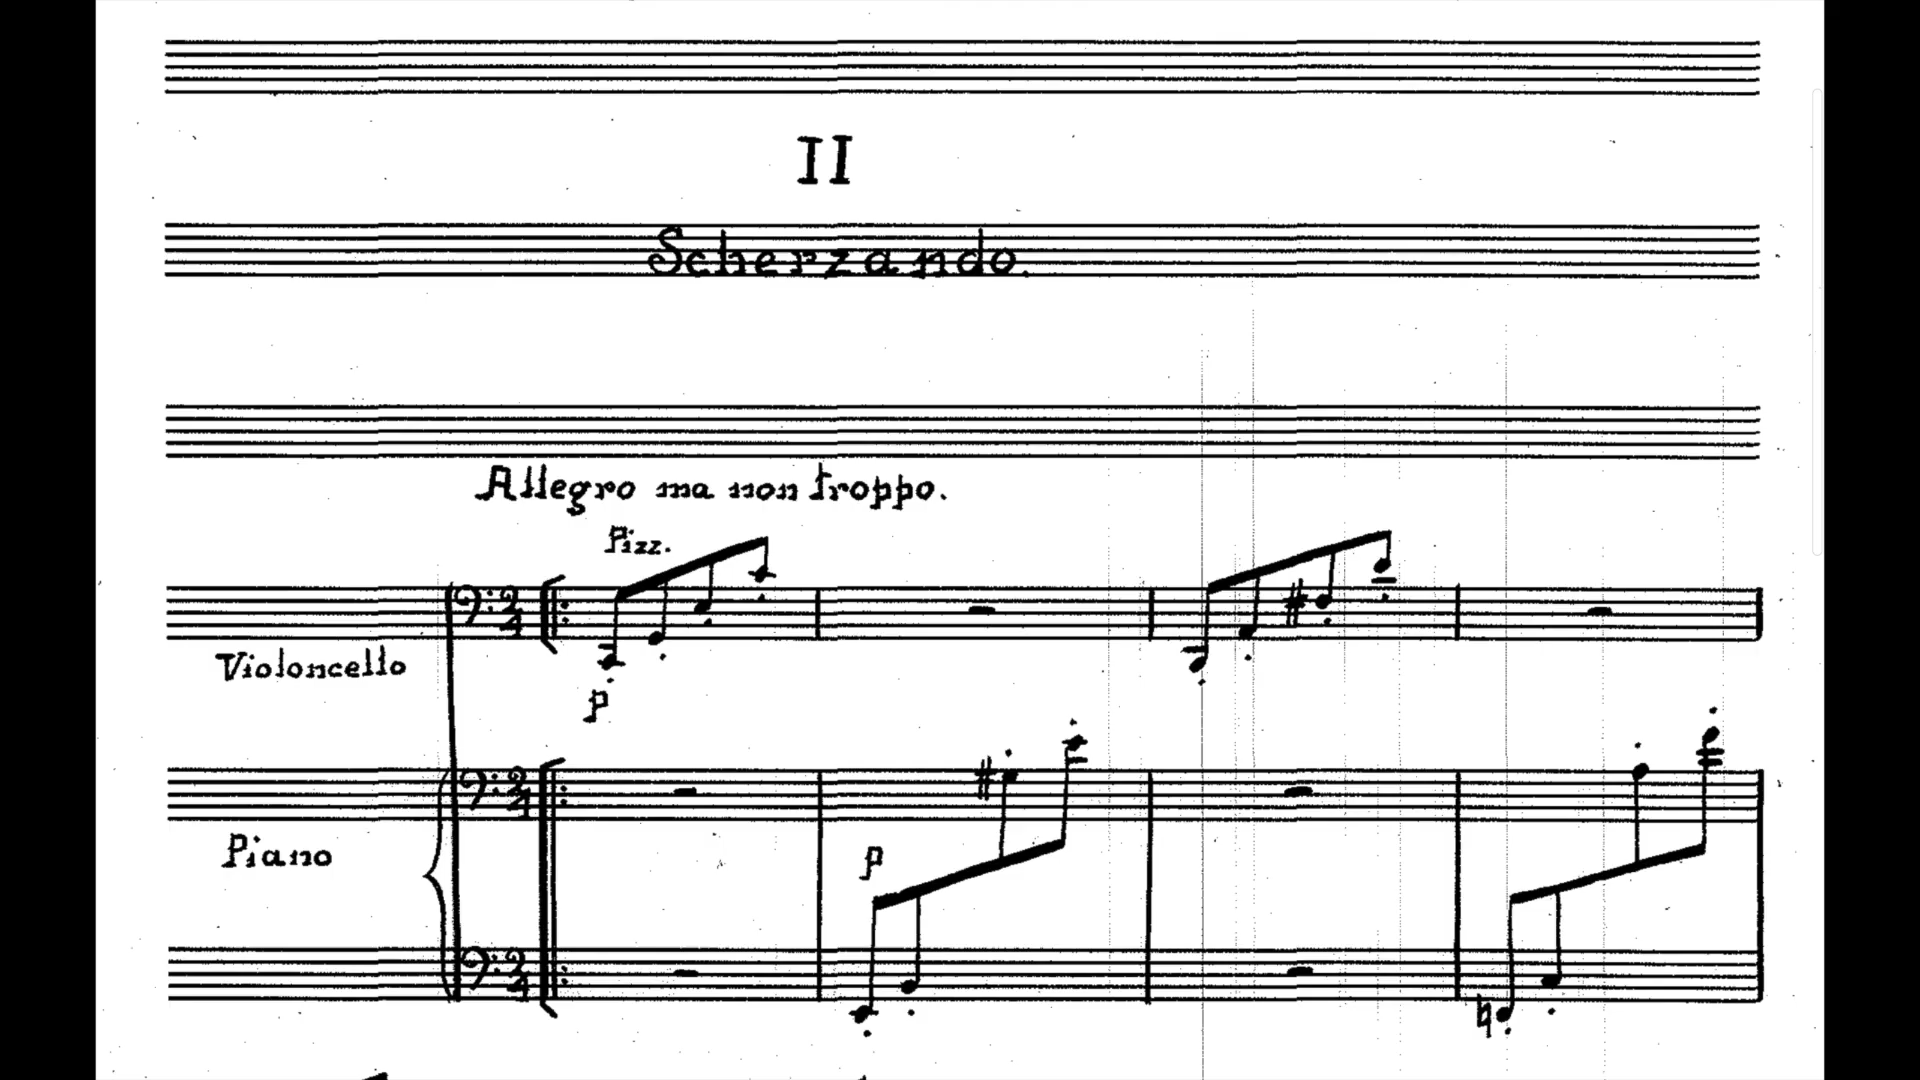 II
Scherzando.
Allegro ma non troppo.
Pizz.
Violoncello
p
Piano
p